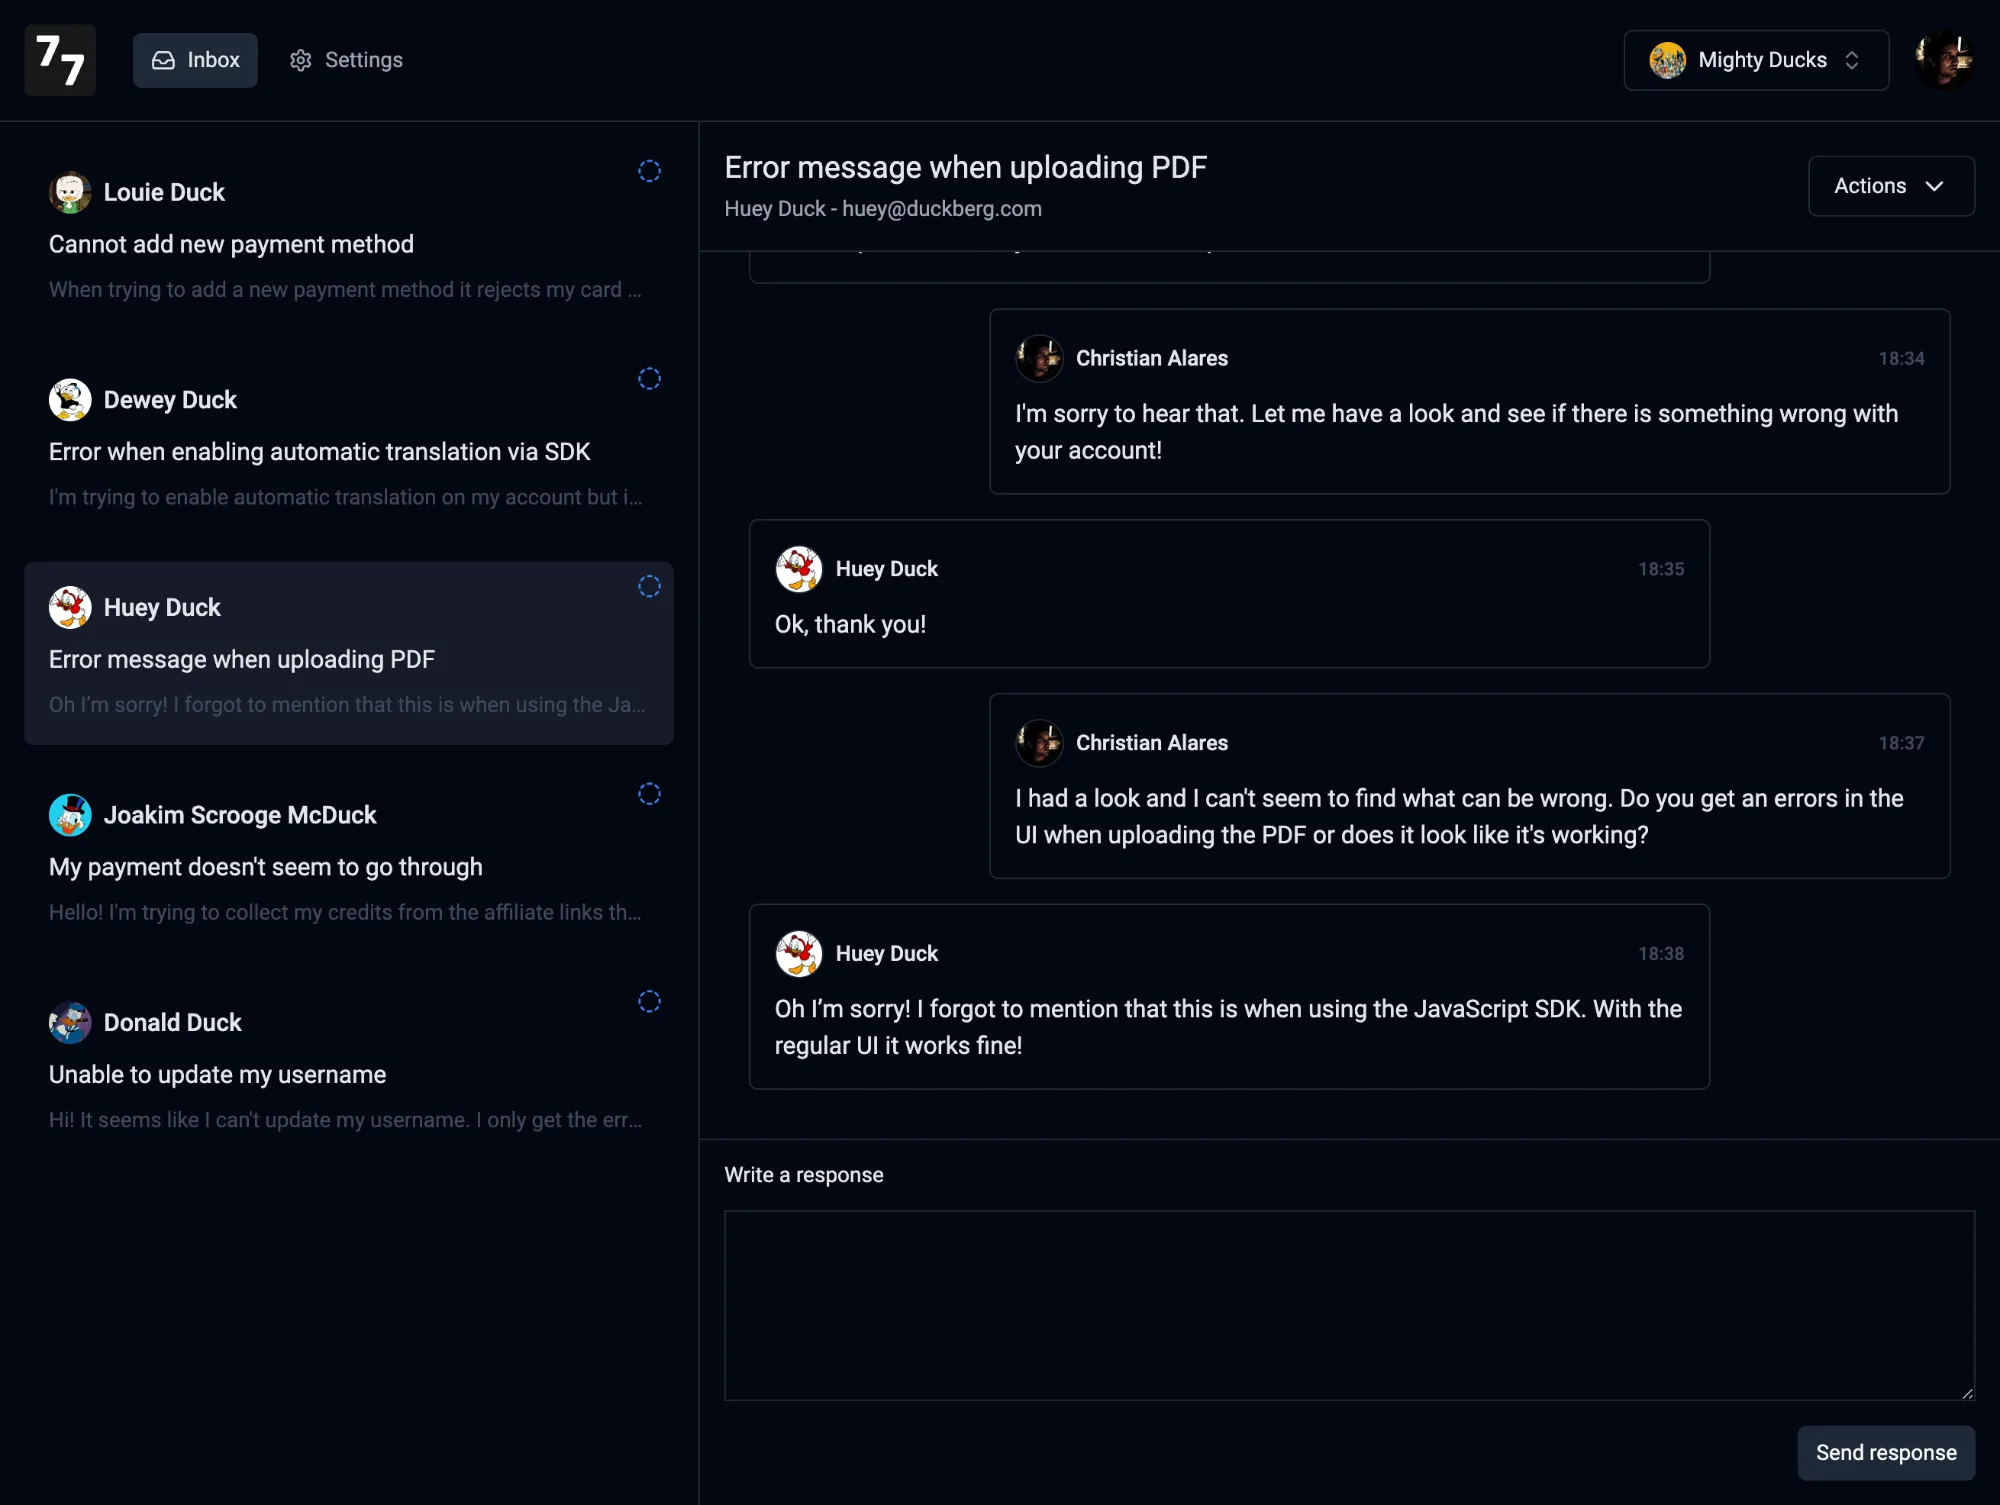 77
Inbox
Settings
Mighty Ducks
Louie Duck
Cannot add new payment method
When trying to add a new payment method it rejects my card ...
Dewey Duck
Error when enabling automatic translation via SDK
I'm trying to enable automatic translation on my account but i...
Huey Duck
Error message when uploading PDF
Oh I’m sorry! I forgot to mention that this is when using the Ja...
Joakim Scrooge McDuck
My payment doesn't seem to go through
Hello! I'm trying to collect my credits from the affiliate links th...
Donald Duck
Unable to update my username
Hi! It seems like I can't update my username. I only get the err...
Error message when uploading PDF
Huey Duck - huey@duckberg.com
Actions
Christian Alares
18:34
I'm sorry to hear that. Let me have a look and see if there is something wrong with
your account!
Huey Duck
18:35
Ok, thank you!
Christian Alares
18:37
I had a look and I can't seem to find what can be wrong. Do you get an errors in the
UI when uploading the PDF or does it look like it's working?
Huey Duck
18:38
Oh I’m sorry! I forgot to mention that this is when using the JavaScript SDK. With the
regular UI it works fine!
Write a response
Send response